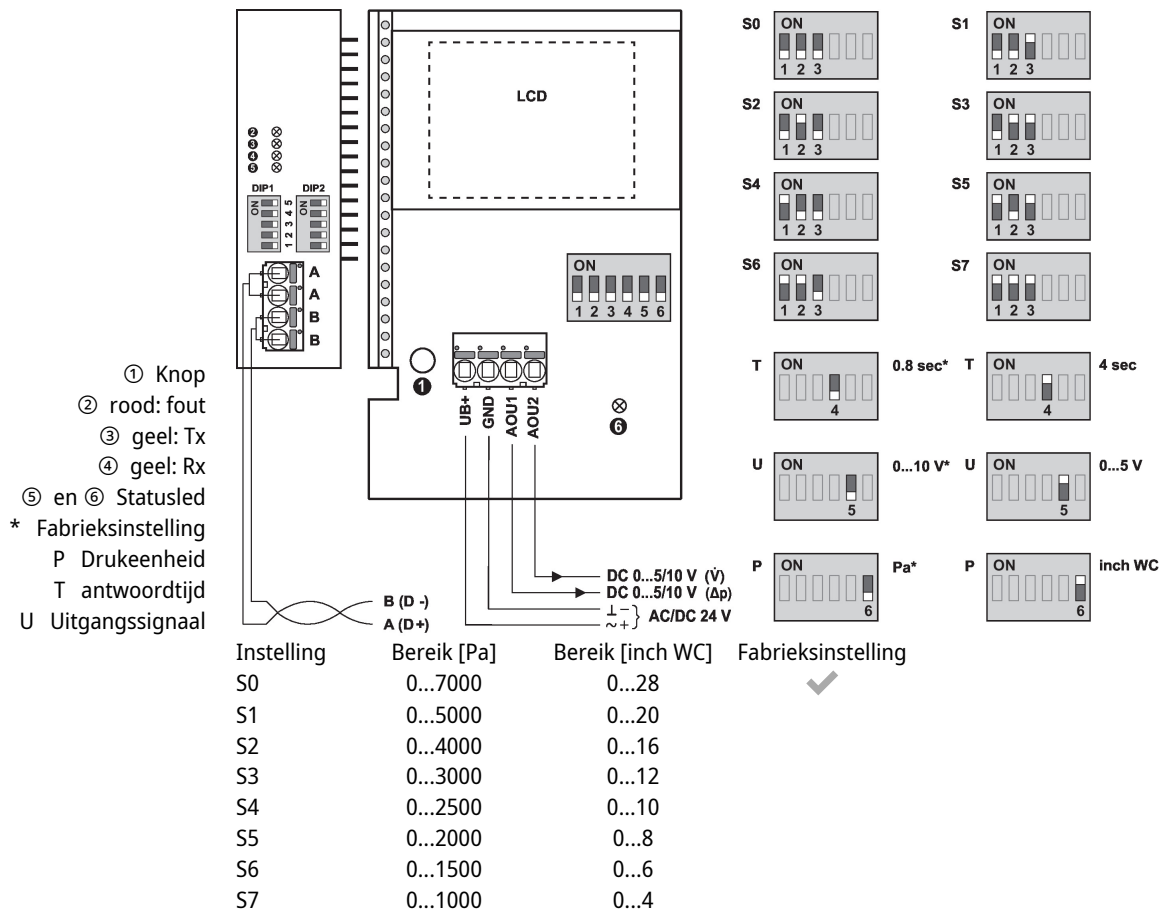 LCD
❷
❸
❹
❺
DIP1 DIP2
ON ON
1 2 3 4 5
A
A
B
B
ON
1 2 3 4 5 6
❶
UB+ GND AOU1 AOU2
❻
DC 0...5/10 V (V̇)
DC 0...5/10 V (Δp)
⊥ −
~ + } AC/DC 24 V
B (D -)
A (D+)
① Knop
② rood: fout
③ geel: Tx
④ geel: Rx
⑤ en ⑥ Statusled
* Fabrieksinstelling
P Drukeenheid
T antwoordtijd
U Uitgangssignaal
S0 ON
1 2 3
S1 ON
1 2 3
S2 ON
1 2 3
S3 ON
1 2 3
S4 ON
1 2 3
S5 ON
1 2 3
S6 ON
1 2 3
S7 ON
1 2 3
T ON 0.8 sec*
4
T ON 4 sec
4
U ON 0...10 V*
5
U ON 0...5 V
5
P ON Pa*
6
P ON inch WC
6
Instelling Bereik [Pa] Bereik [inch WC] Fabrieksinstelling
S0 0...7000 0...28 ✔
S1 0...5000 0...20
S2 0...4000 0...16
S3 0...3000 0...12
S4 0...2500 0...10
S5 0...2000 0...8
S6 0...1500 0...6
S7 0...1000 0...4